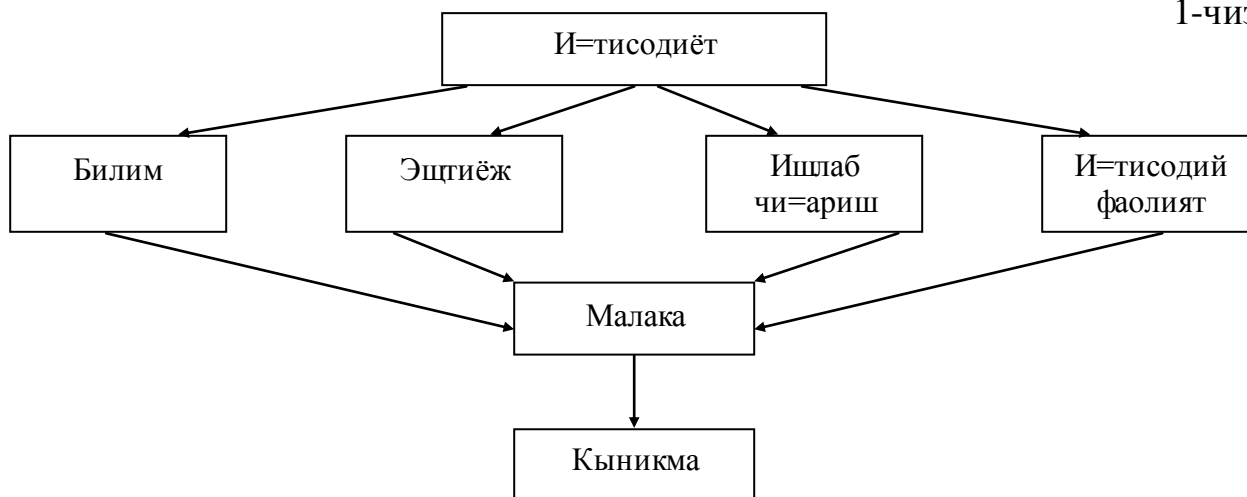 1-чиз
И=тисодиёт
Билим
Эщтиёж
Ишлаб
чи=ариш
И=тисодий
фаолият
Малака
Кыникма